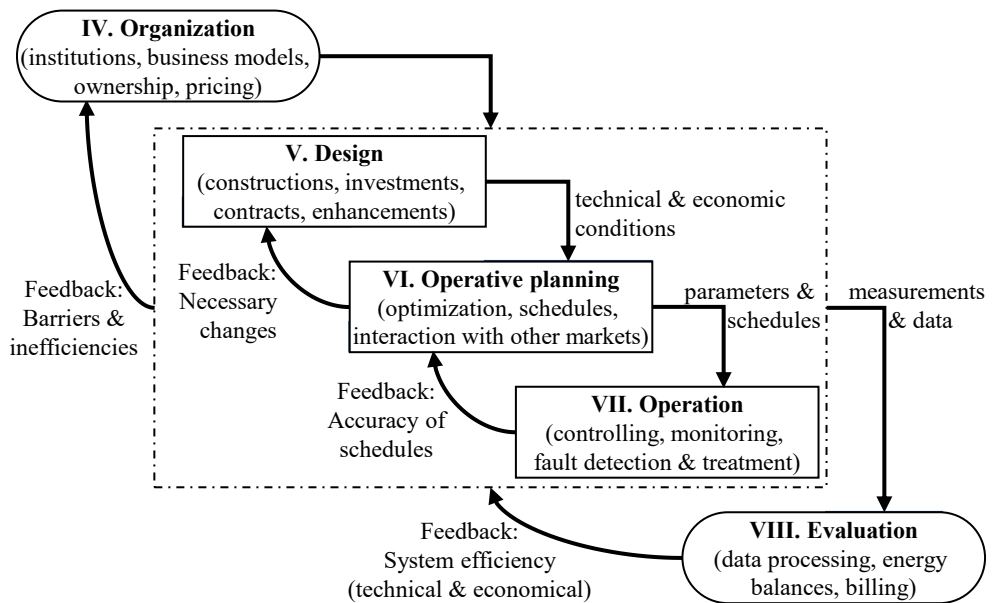 IV. Organization
(institutions, business models,
ownership, pricing)
V. Design
(constructions, investments,
contracts, enhancements)
technical & economic
conditions
Feedback:
Necessary
changes
VI. Operative planning
(optimization, schedules,
interaction with other markets)
parameters &
schedules
measurements
& data
Feedback:
Barriers &
inefficiencies
Feedback:
Accuracy of
schedules
VII. Operation
(controlling, monitoring,
fault detection & treatment)
Feedback:
System efficiency
(technical & economical)
VIII. Evaluation
(data processing, energy
balances, billing)